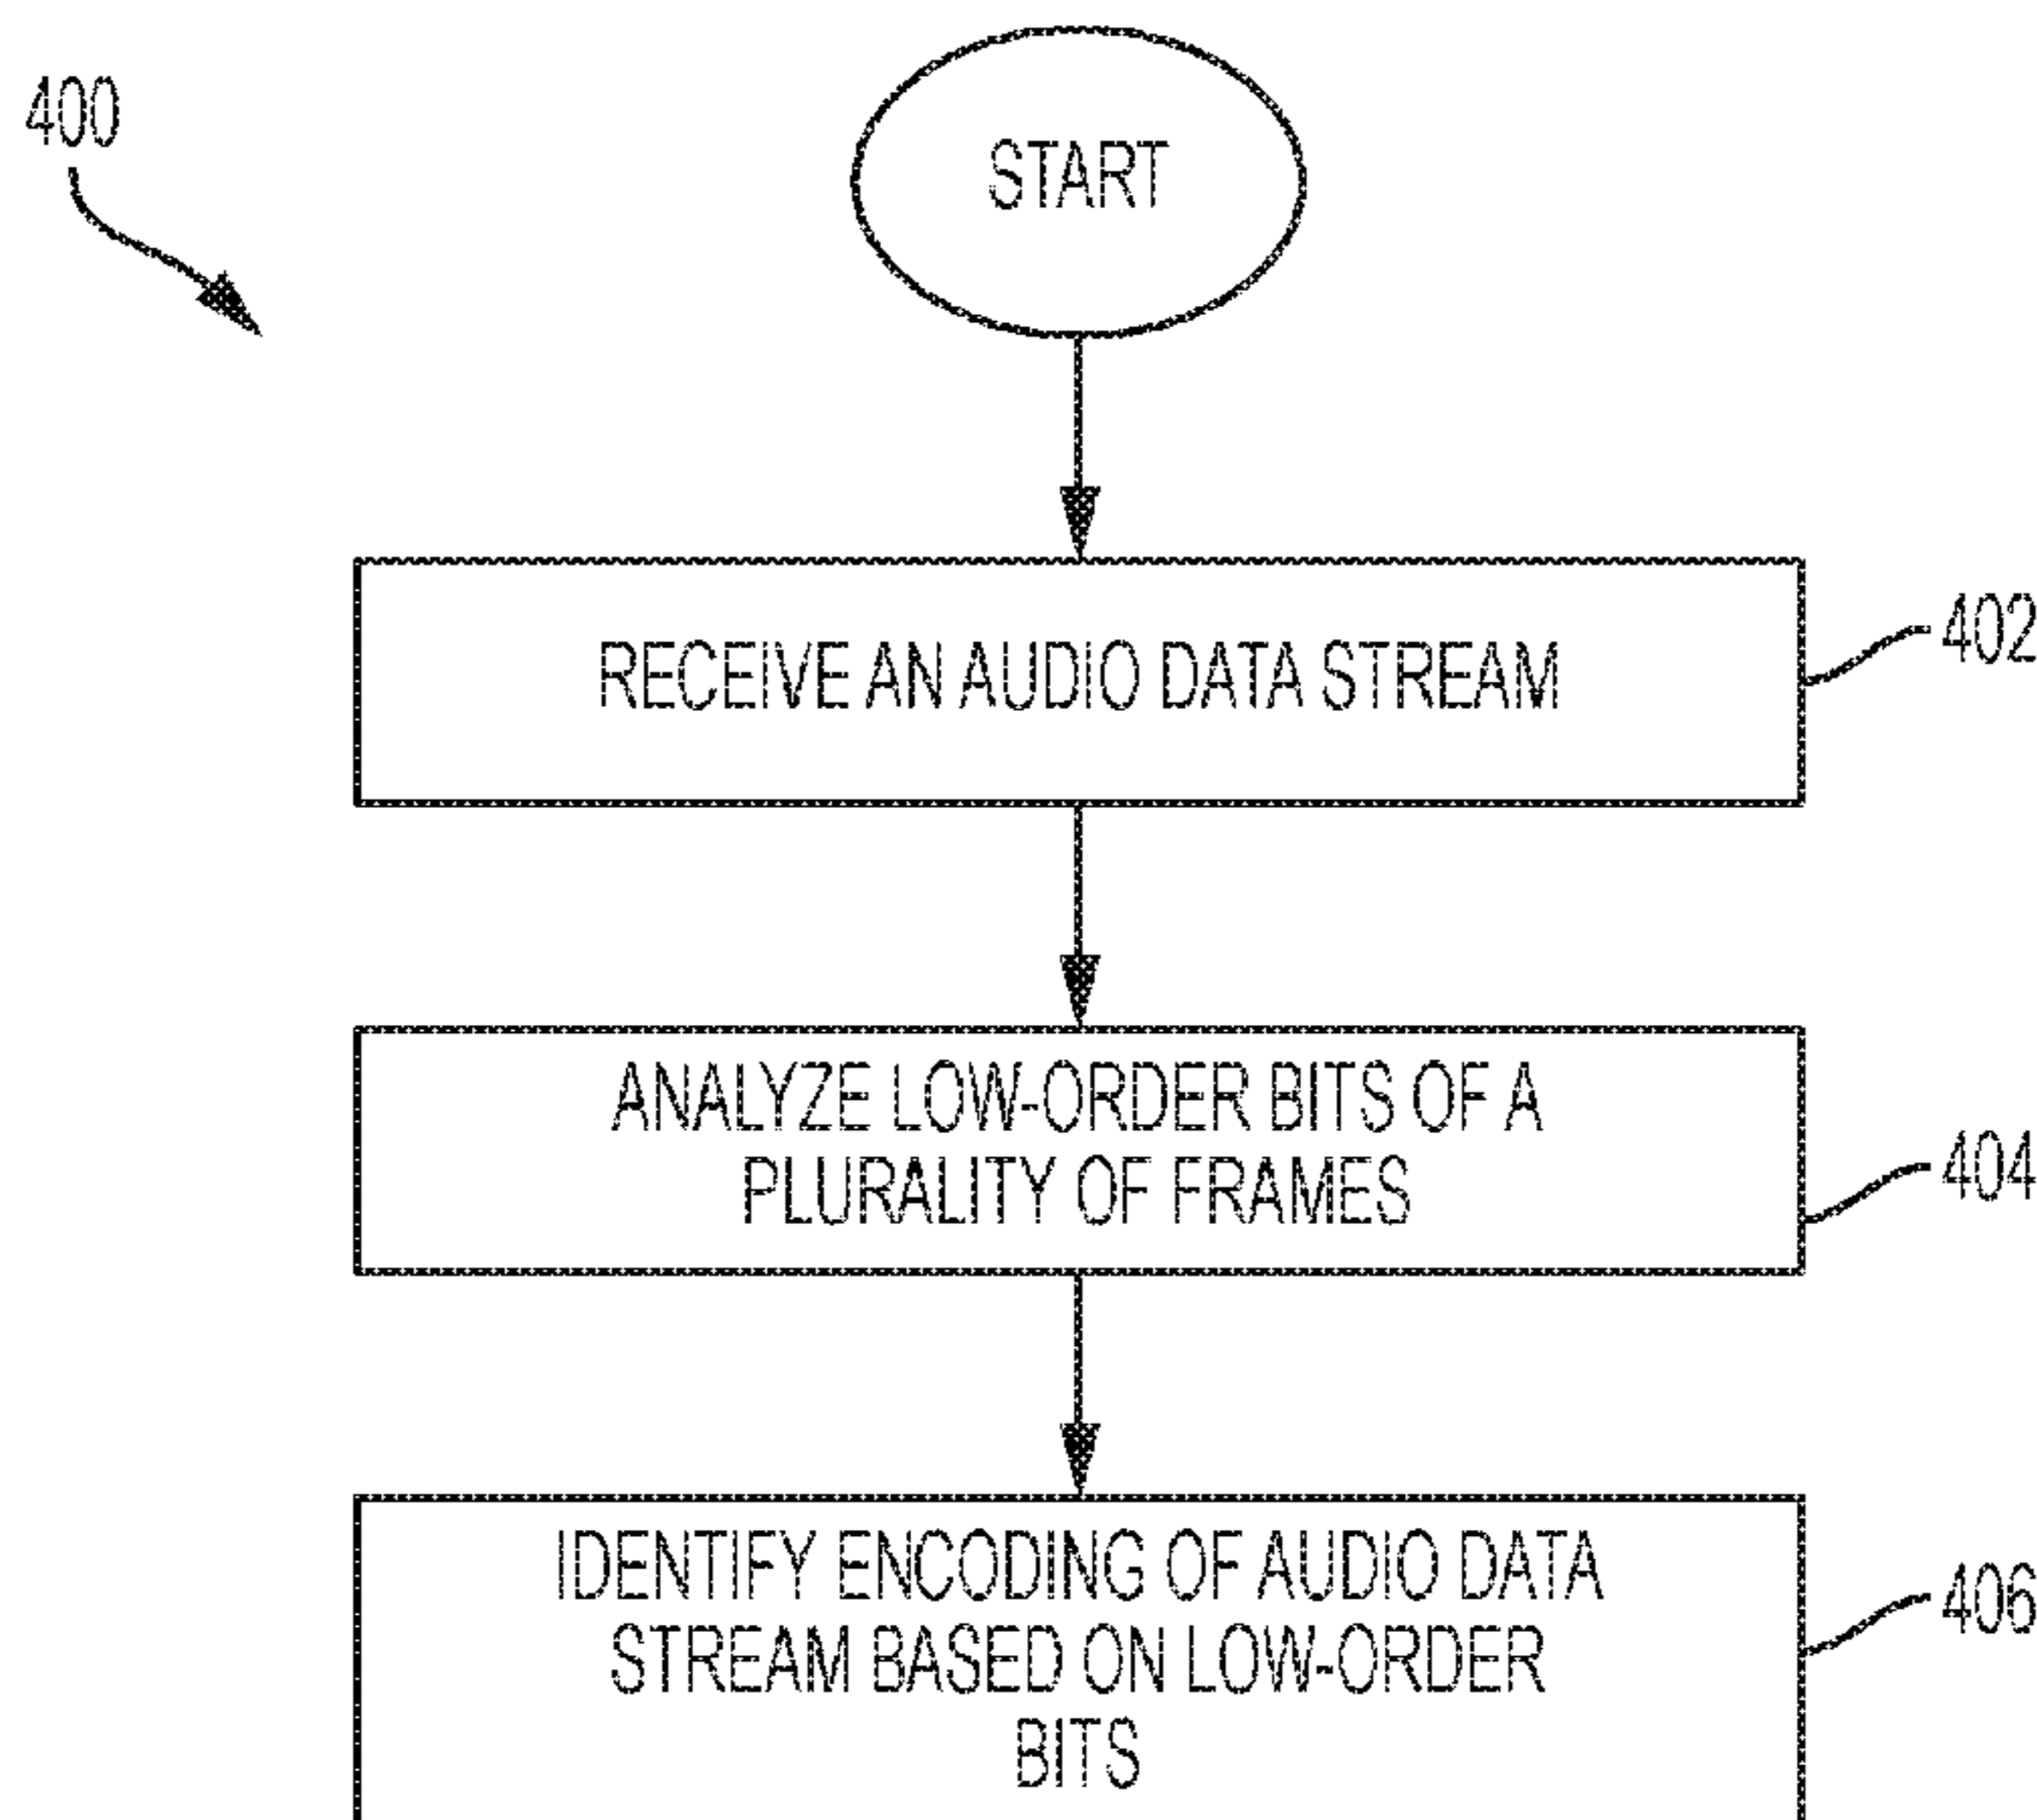 400
START
RECEIVE AN AUDIO DATA STREAM
402
ANALYZE LOW-ORDER BITS OF A
PLURALITY OF FRAMES
404
IDENTIFY ENCODING OF AUDIO DATA
STREAM BASED ON LOW-ORDER
BITS
406